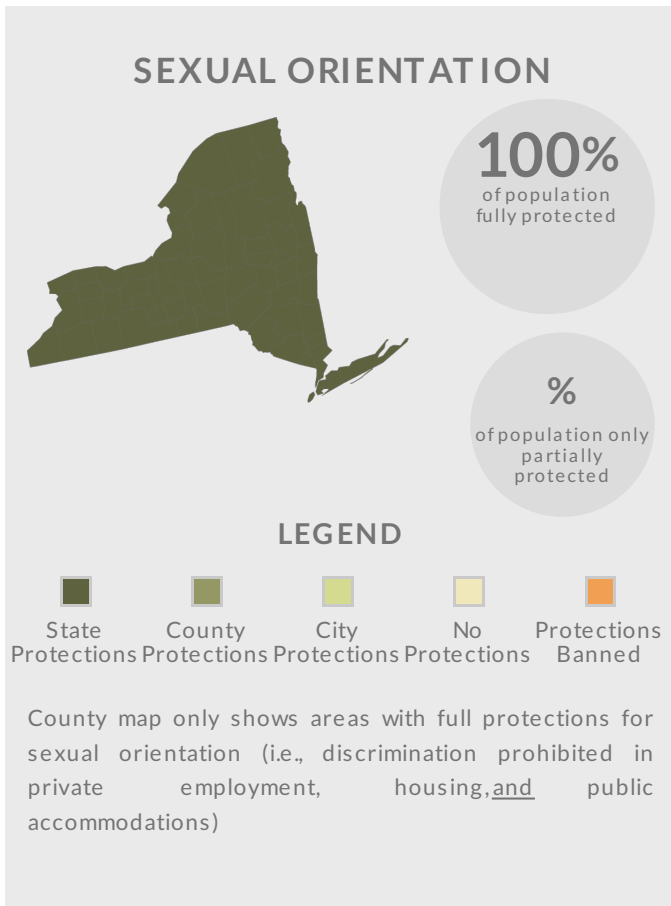 SEXUAL ORIENTATION
100%
of population
fully protected
%
of population only
partially
protected
LEGEND
State
Protections
County
Protections
City
Protections
No
Protections
Protections
Banned
County map only shows areas with full protections for
sexual orientation (i.e., discrimination prohibited in
private employment, housing, and public
accommodations)